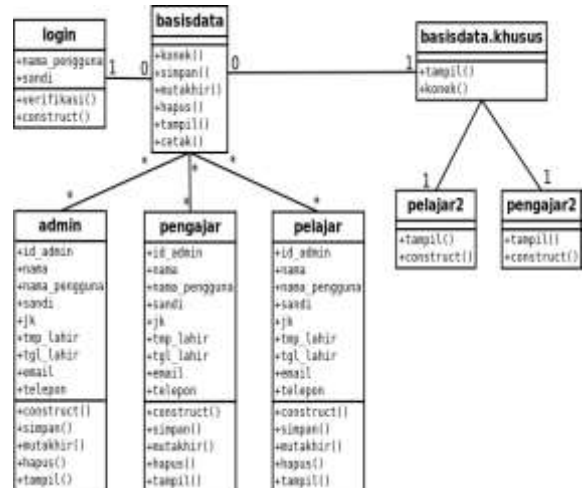 login
+nama_pengguna
+sandi
+verifikasi()
+construct()
1
0
basisdata
+konek()
+simpan()
+mutakhir()
+hapus()
+tampil()
+cetak()
0
1
basisdata.khusus
+tampil()
+konek()
1
1
pelajar2
+tampil()
+construct()
pengajar2
+tampil()
+construct()
*
*
*
*
*
*
admin
+id_admin
+nama
+nama_pengguna
+sandi
+jk
+tmp_lahir
+tgl_lahir
+email
+telepon
+construct()
+simpan()
+mutakhir()
+hapus()
+tampil()
pengajar
+id_admin
+nama
+nama_pengguna
+sandi
+jk
+tmp_lahir
+tgl_lahir
+email
+telepon
+construct()
+simpan()
+mutakhir()
+hapus()
+tampil()
pelajar
+id_admin
+nama
+nama_pengguna
+sandi
+jk
+tmp_lahir
+tgl_lahir
+email
+telepon
+construct()
+simpan()
+mutakhir()
+hapus()
+tampil()